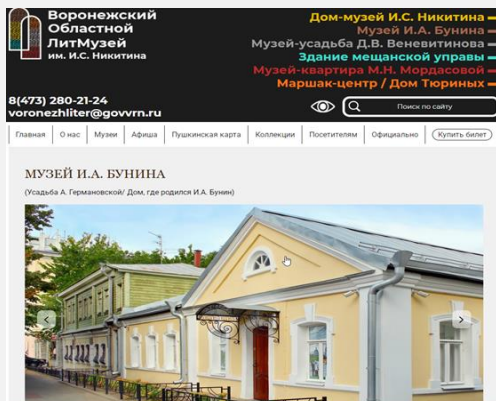 Воронежский
Областной
ЛитМузей
им. И.С. Никитина
Дом-музей И.С. Никитина
Музей И.А. Бунина
Музей-усадьба Д.В. Веневитинова
Здание мещанской управы
Музей-квартира М.Н. Мордасовой
Маршак-центр / Дом Тюриных
8(473) 280-21-24
voronezhliter@govvrn.ru
Поиск по сайту
Главная О нас Музеи Афиша Пушкинская карта Коллекции Посетителям Официально Купить билет
МУЗЕЙ И.А. БУНИНА
(Усадьба А. Германовской/ Дом, где родился И.А. Бунин)